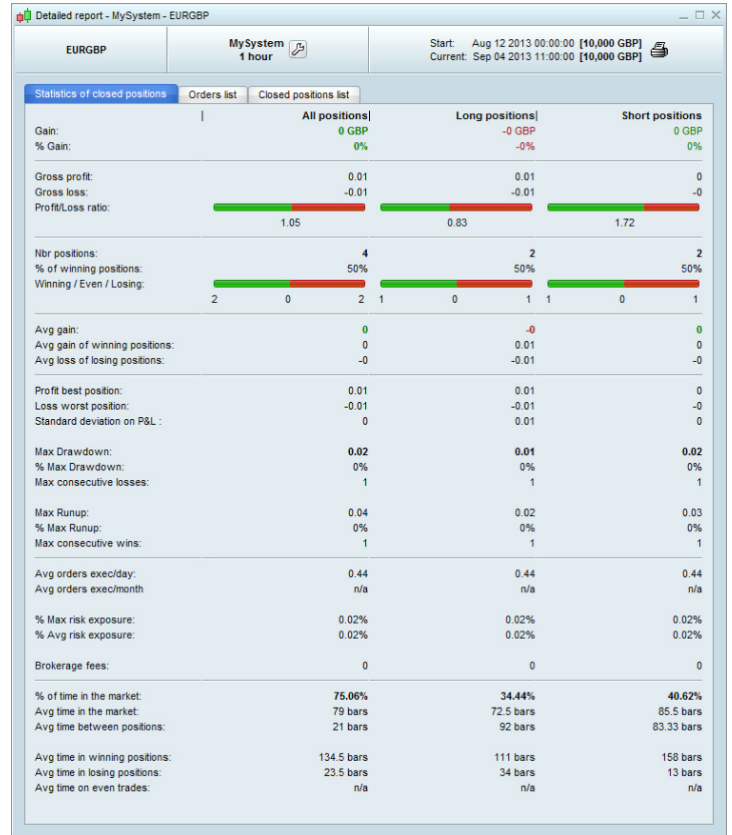 Detailed report - MySystem - EURGBP
EURGBP
MySystem
1 hour
Start: Aug 12 2013 00:00:00 [10,000 GBP]
Current: Sep 04 2013 11:00:00 [10,000 GBP]
Statistics of closed positions Orders list Closed positions list
All positions Long positions Short positions
Gain: 0 GBP -0 GBP 0 GBP
% Gain: 0% -0% 0%
Gross profit: 0.01 0.01 0
Gross loss: -0.01 -0.01 -0
Profit/Loss ratio:
1.05 0.83 1.72
Nbr positions: 4 2 2
% of winning positions: 50% 50% 50%
Winning / Even / Losing:
2 0 2 1 0 1 1 0 1
Avg gain: 0 -0 0
Avg gain of winning positions: 0 0.01 0
Avg loss of losing positions: -0 -0.01 -0
Profit best position: 0.01 0.01 0
Loss worst position: -0.01 -0.01 -0
Standard deviation on P&L : 0 0.01 0
Max Drawdown: 0.02 0.01 0.02
% Max Drawdown: 0% 0% 0%
Max consecutive losses: 1 1 1
Max Runup: 0.04 0.02 0.03
% Max Runup: 0% 0% 0%
Max consecutive wins: 1 1 1
Avg orders exec/day: 0.44 0.44 0.44
Avg orders exec/month n/a n/a n/a
% Max risk exposure: 0.02% 0.02% 0.02%
% Avg risk exposure: 0.02% 0.02% 0.02%
Brokerage fees: 0 0 0
% of time in the market: 75.06% 34.44% 40.62%
Avg time in the market: 79 bars 72.5 bars 85.5 bars
Avg time between positions: 21 bars 92 bars 83.33 bars
Avg time in winning positions: 134.5 bars 111 bars 158 bars
Avg time in losing positions: 23.5 bars 34 bars 13 bars
Avg time on even trades: n/a n/a n/a